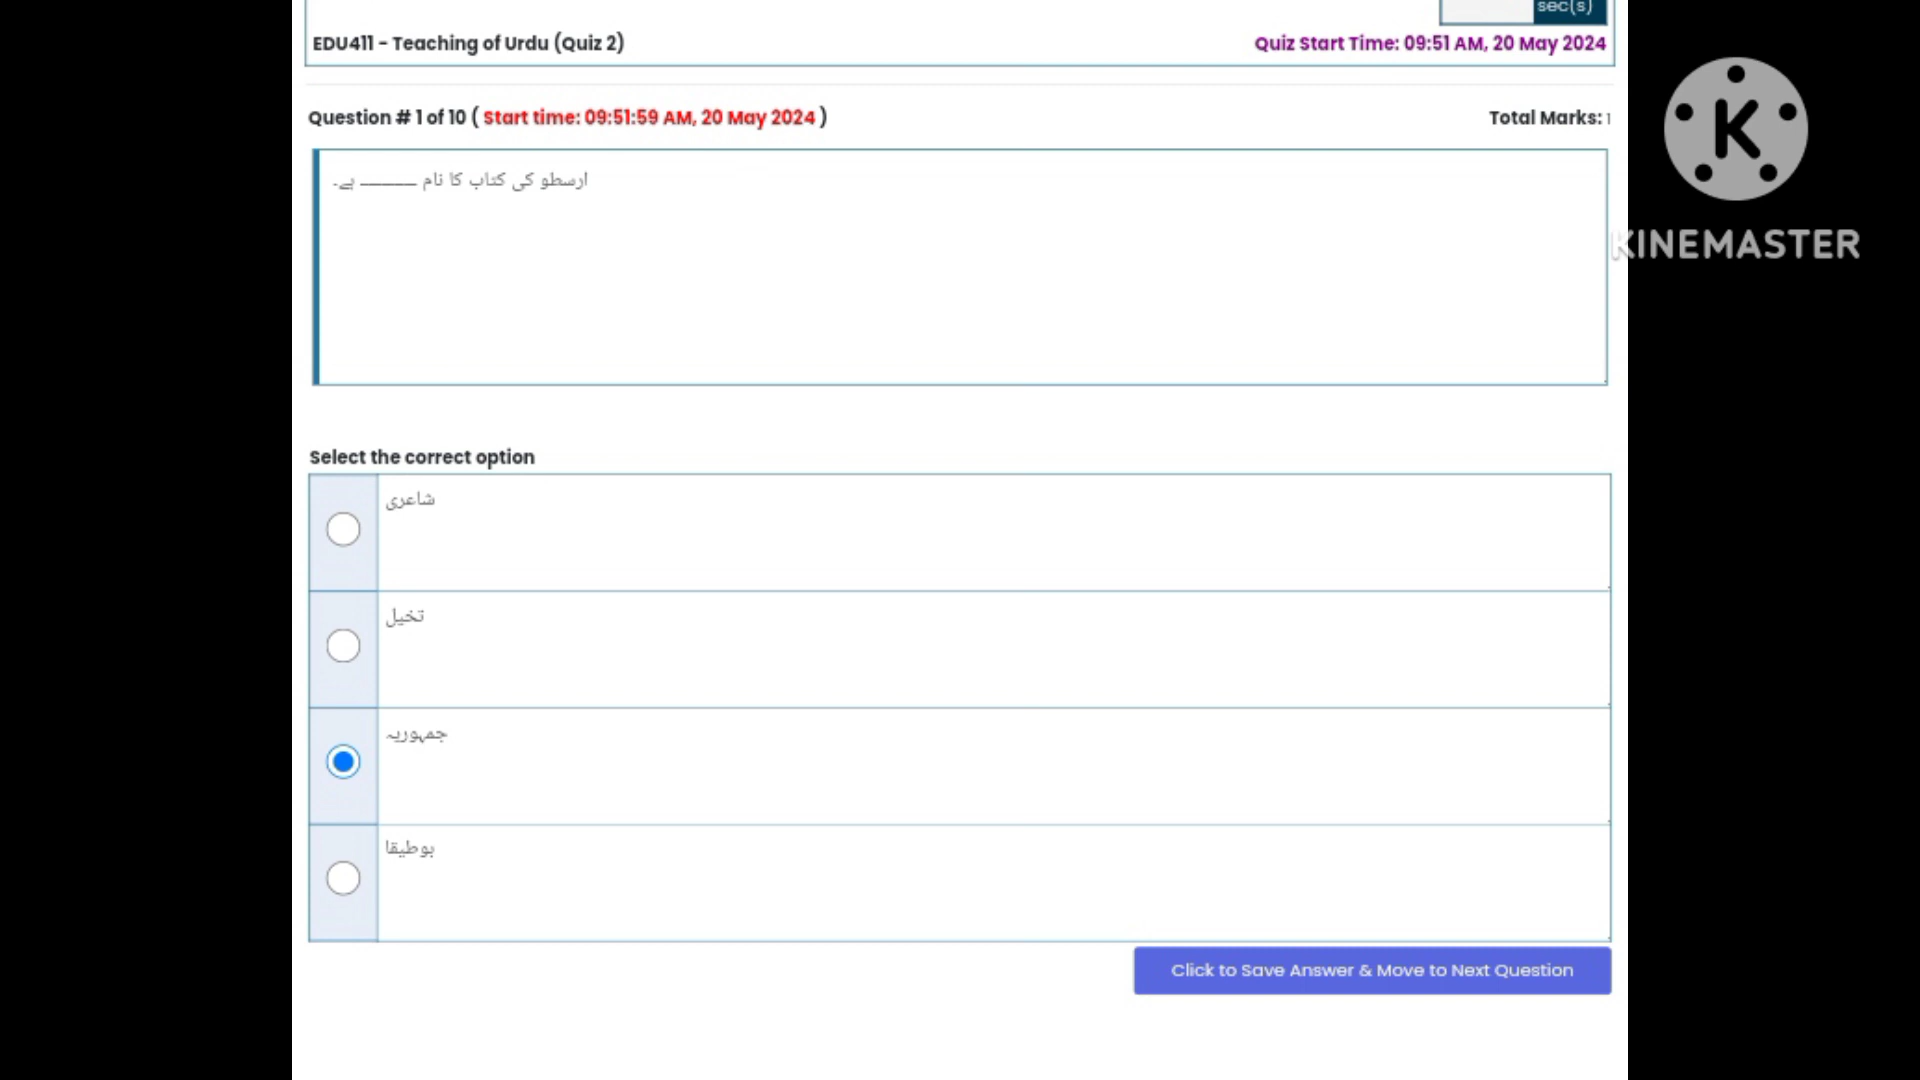 sec(s)
EDU411 - Teaching of Urdu (Quiz 2)
Quiz Start Time: 09:51 AM, 20 May 2024
Question # 1 of 10 ( Start time: 09:51:59 AM, 20 May 2024 )
Total Marks: 1
ارسطو کی کتاب کا نام ـــــــــــ ہے۔
Select the correct option
شاعری
تخیل
جمہوریہ
بوطیقا
Click to Save Answer & Move to Next Question
K
KINEMASTER